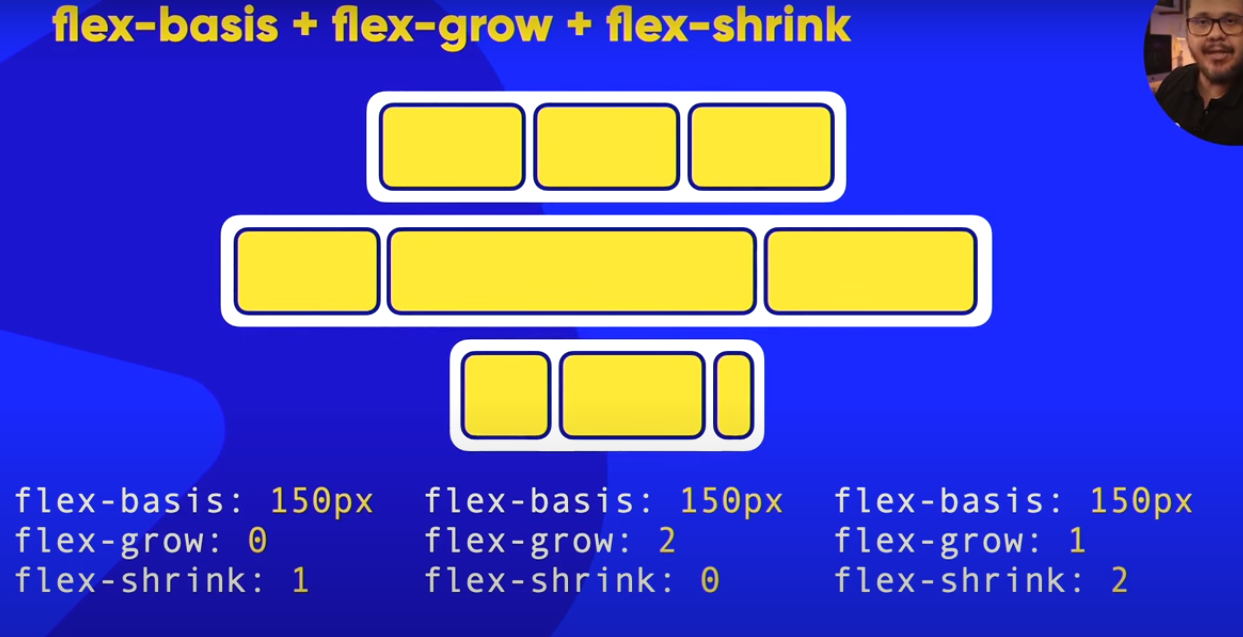 flex-basis + flex-grow + flex-shrink
flex-basis: 150px
flex-grow: 0
flex-shrink: 1
flex-basis: 150px
flex-grow: 2
flex-shrink: 0
flex-basis: 150px
flex-grow: 1
flex-shrink: 2